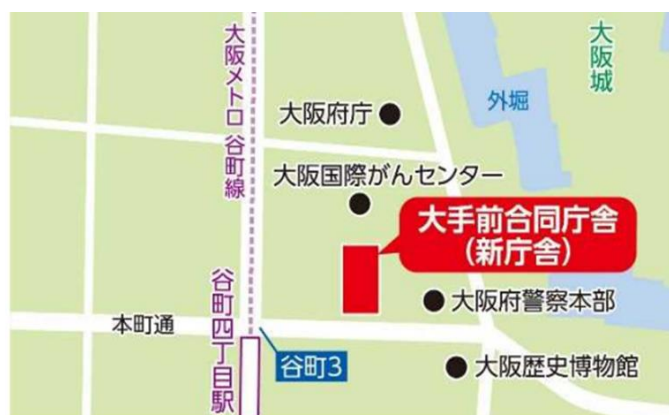 大阪メトロ 谷町線
大阪城
外堀
大阪府庁
大阪国際がんセンター
大手前合同庁舎
(新庁舎)
大阪府警察本部
本町通
谷町四丁目駅
谷町3
大阪歴史博物館